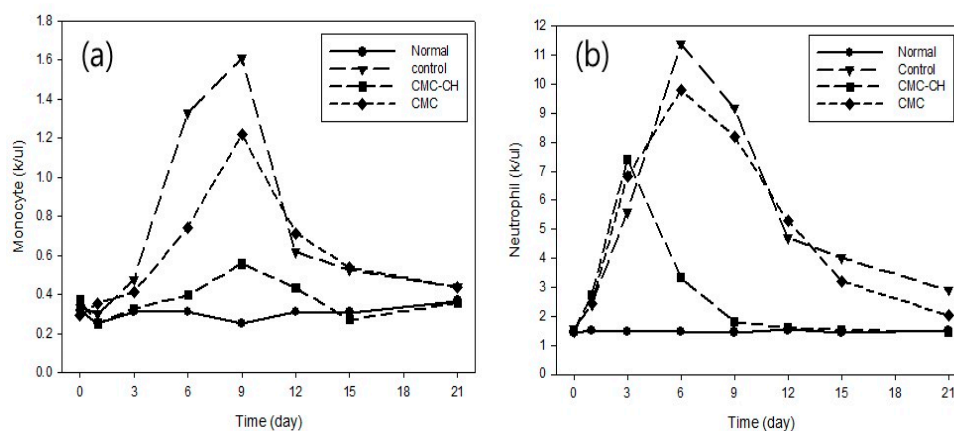 (a)
Normal
control
CMC-CH
CMC
1.8
1.6
1.4
1.2
1.0
0.8
0.6
0.4
0.2
0.0
Monocyte (k/ul)
0 1 3 6 9 12 15 21
Time (day)
(b)
Normal
Control
CMC-CH
CMC
12
11
10
9
8
7
6
5
4
3
2
1
0
Neutrophil (k/ul)
0 1 3 6 9 12 15 21
Time (day)